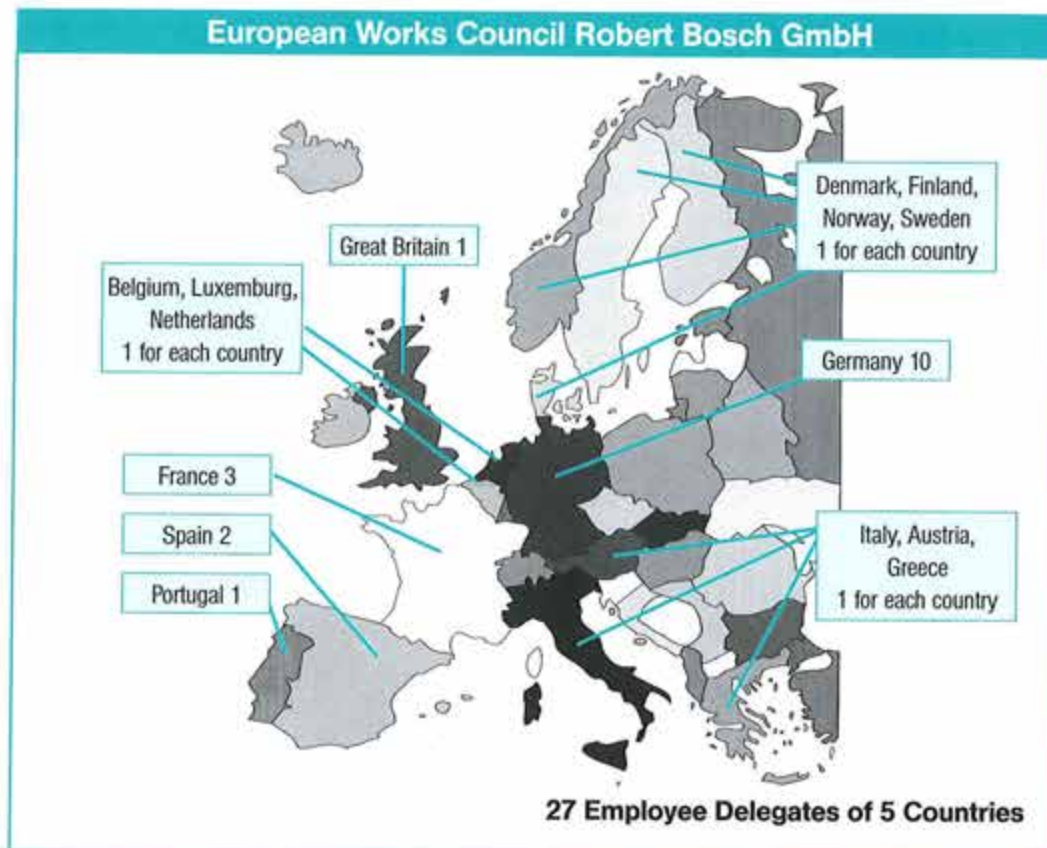 European Works Council Robert Bosch GmbH
Denmark, Finland,
Norway, Sweden
1 for each country
Great Britain 1
Belgium, Luxemburg,
Netherlands
1 for each country
Germany 10
France 3
Spain 2
Portugal 1
Italy, Austria,
Greece
1 for each country
27 Employee Delegates of 5 Countries